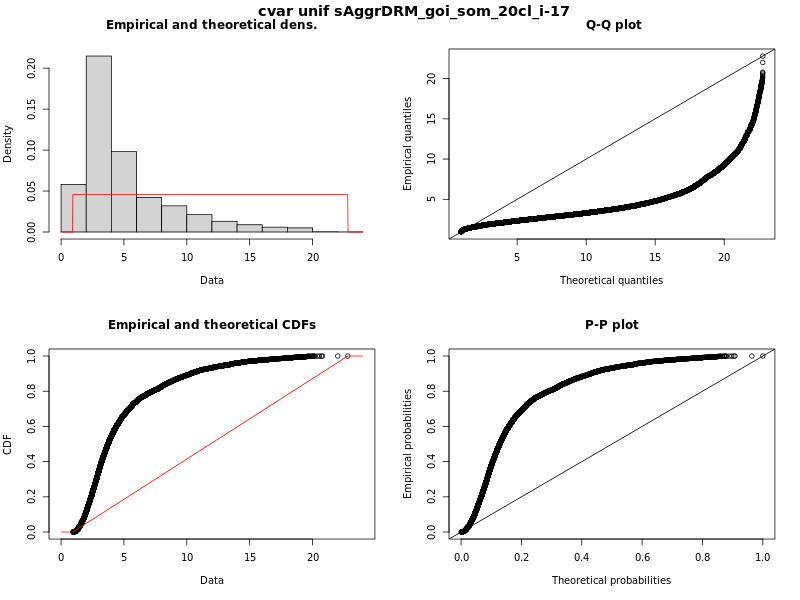 cvar unif sAggrDRM_goi_som_20cl_i-17
Empirical and theoretical dens.
Density
0.00 0.05 0.10 0.15 0.20
0 5 10 15 20
Data
Q-Q plot
Empirical quantiles
5 10 15 20
5 10 15 20
Theoretical quantiles
Empirical and theoretical CDFs
CDF
0.0 0.2 0.4 0.6 0.8 1.0
0 5 10 15 20
Data
P-P plot
Empirical probabilities
0.0 0.2 0.4 0.6 0.8 1.0
0.0 0.2 0.4 0.6 0.8 1.0
Theoretical probabilities